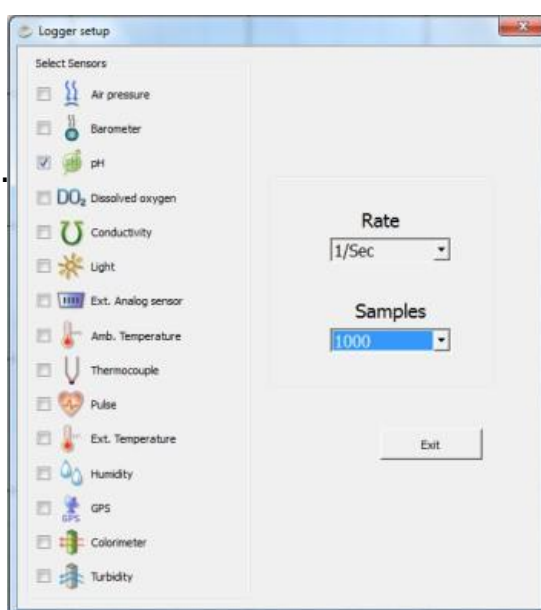 Logger setup
Select Sensors
Air pressure
Barometer
pH
DO₂ Dissolved oxygen
Conductivity
Light
Ext. Analog sensor
Amb. Temperature
Thermocouple
Pulse
Ext. Temperature
Humidity
GPS GPS
Colorimeter
Turbidity
Rate
1/Sec
Samples
1000
Exit